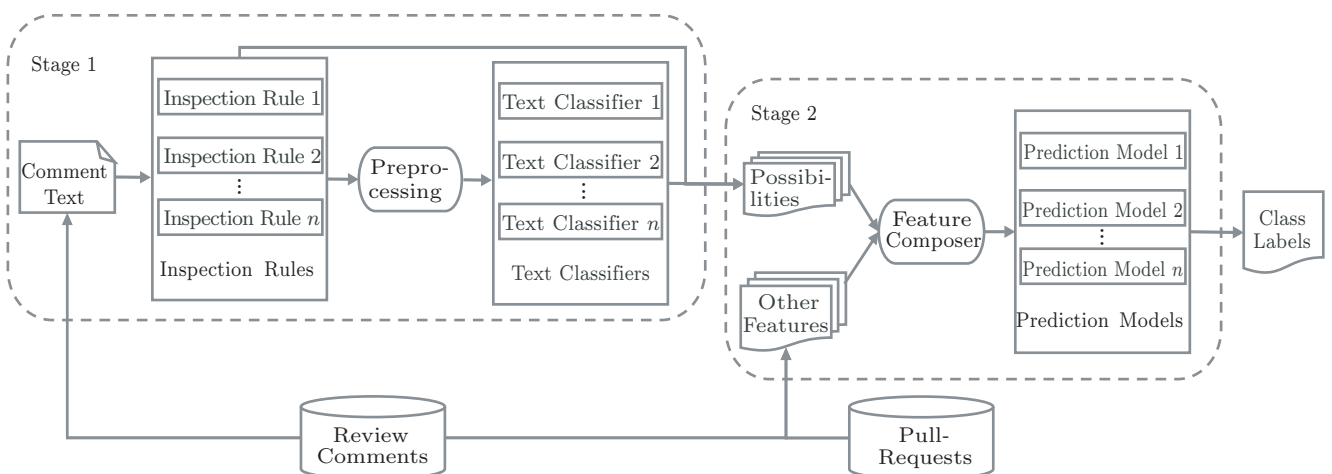 Stage 1
Comment
Text
Inspection Rule 1
Inspection Rule 2
⋮
Inspection Rule n
Inspection Rules
Prepro-
cessing
Text Classifier 1
Text Classifier 2
⋮
Text Classifier n
Text Classifiers
Stage 2
Possibi-
lities
Other
Features
Feature
Composer
Prediction Model 1
Prediction Model 2
⋮
Prediction Model n
Prediction Models
Class
Labels
Review
Comments
Pull-
Requests